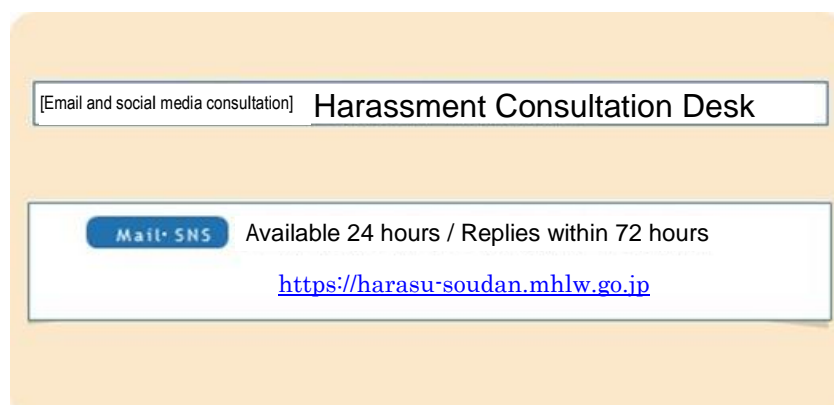 [Email and social media consultation] Harassment Consultation Desk
Mail・SNS Available 24 hours / Replies within 72 hours
https://harasu-soudan.mhlw.go.jp